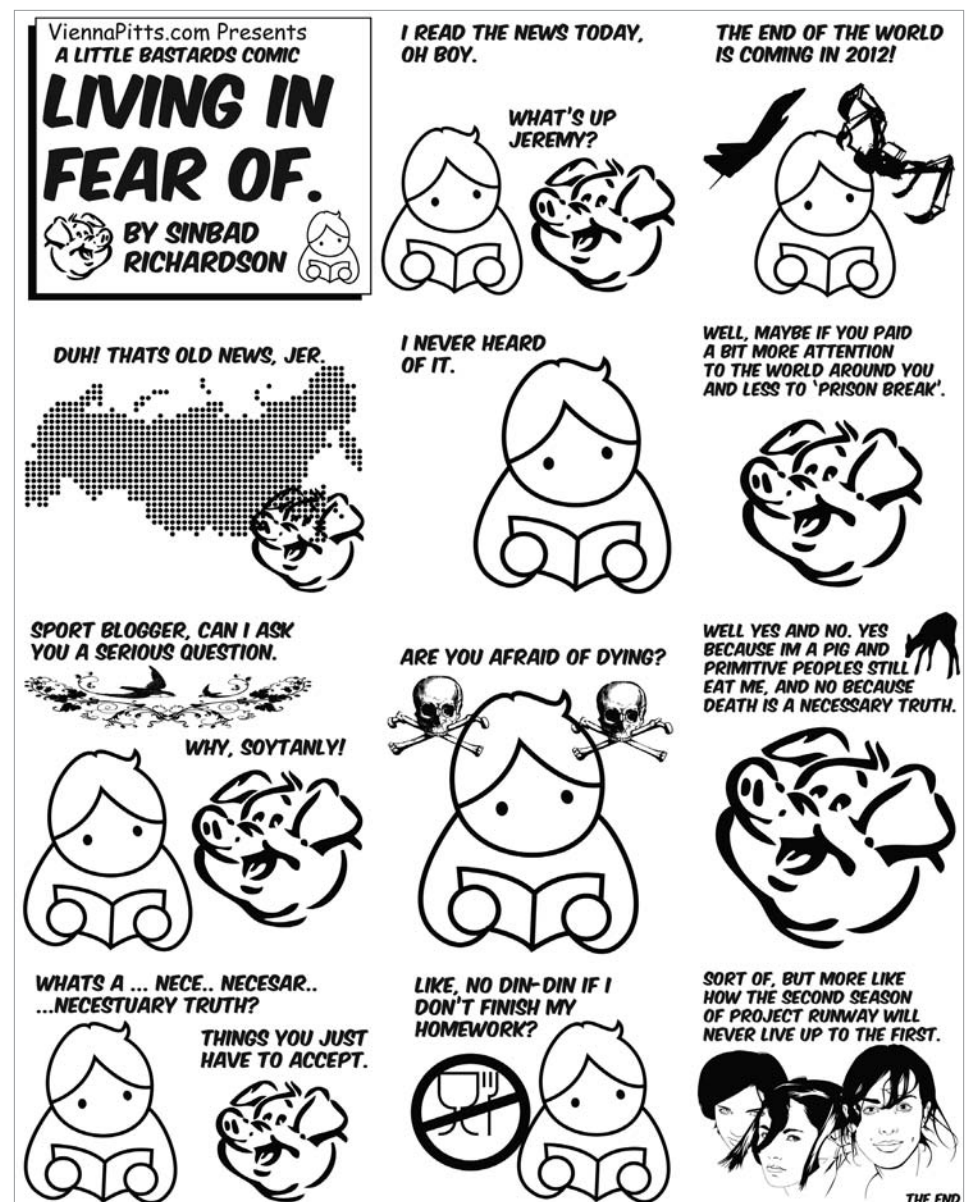 ViennaPitts.com Presents
A LITTLE BASTARDS COMIC
LIVING IN
FEAR OF.
BY SINBAD
RICHARDSON
I READ THE NEWS TODAY,
OH BOY.
WHAT'S UP
JEREMY?
THE END OF THE WORLD
IS COMING IN 2012!
DUH! THATS OLD NEWS, JER.
I NEVER HEARD
OF IT.
WELL, MAYBE IF YOU PAID
A BIT MORE ATTENTION
TO THE WORLD AROUND YOU
AND LESS TO 'PRISON BREAK'.
SPORT BLOGGER, CAN I ASK
YOU A SERIOUS QUESTION.
WHY, SOYTANLY!
ARE YOU AFRAID OF DYING?
WELL YES AND NO. YES
BECAUSE IM A PIG AND
PRIMITIVE PEOPLES STILL
EAT ME, AND NO BECAUSE
DEATH IS A NECESSARY TRUTH.
WHATS A ... NECE.. NECESAR..
...NECESTUARY TRUTH?
THINGS YOU JUST
HAVE TO ACCEPT.
LIKE, NO DIN-DIN IF I
DON'T FINISH MY
HOMEWORK?
SORT OF, BUT MORE LIKE
HOW THE SECOND SEASON
OF PROJECT RUNWAY WILL
NEVER LIVE UP TO THE FIRST.
THE END